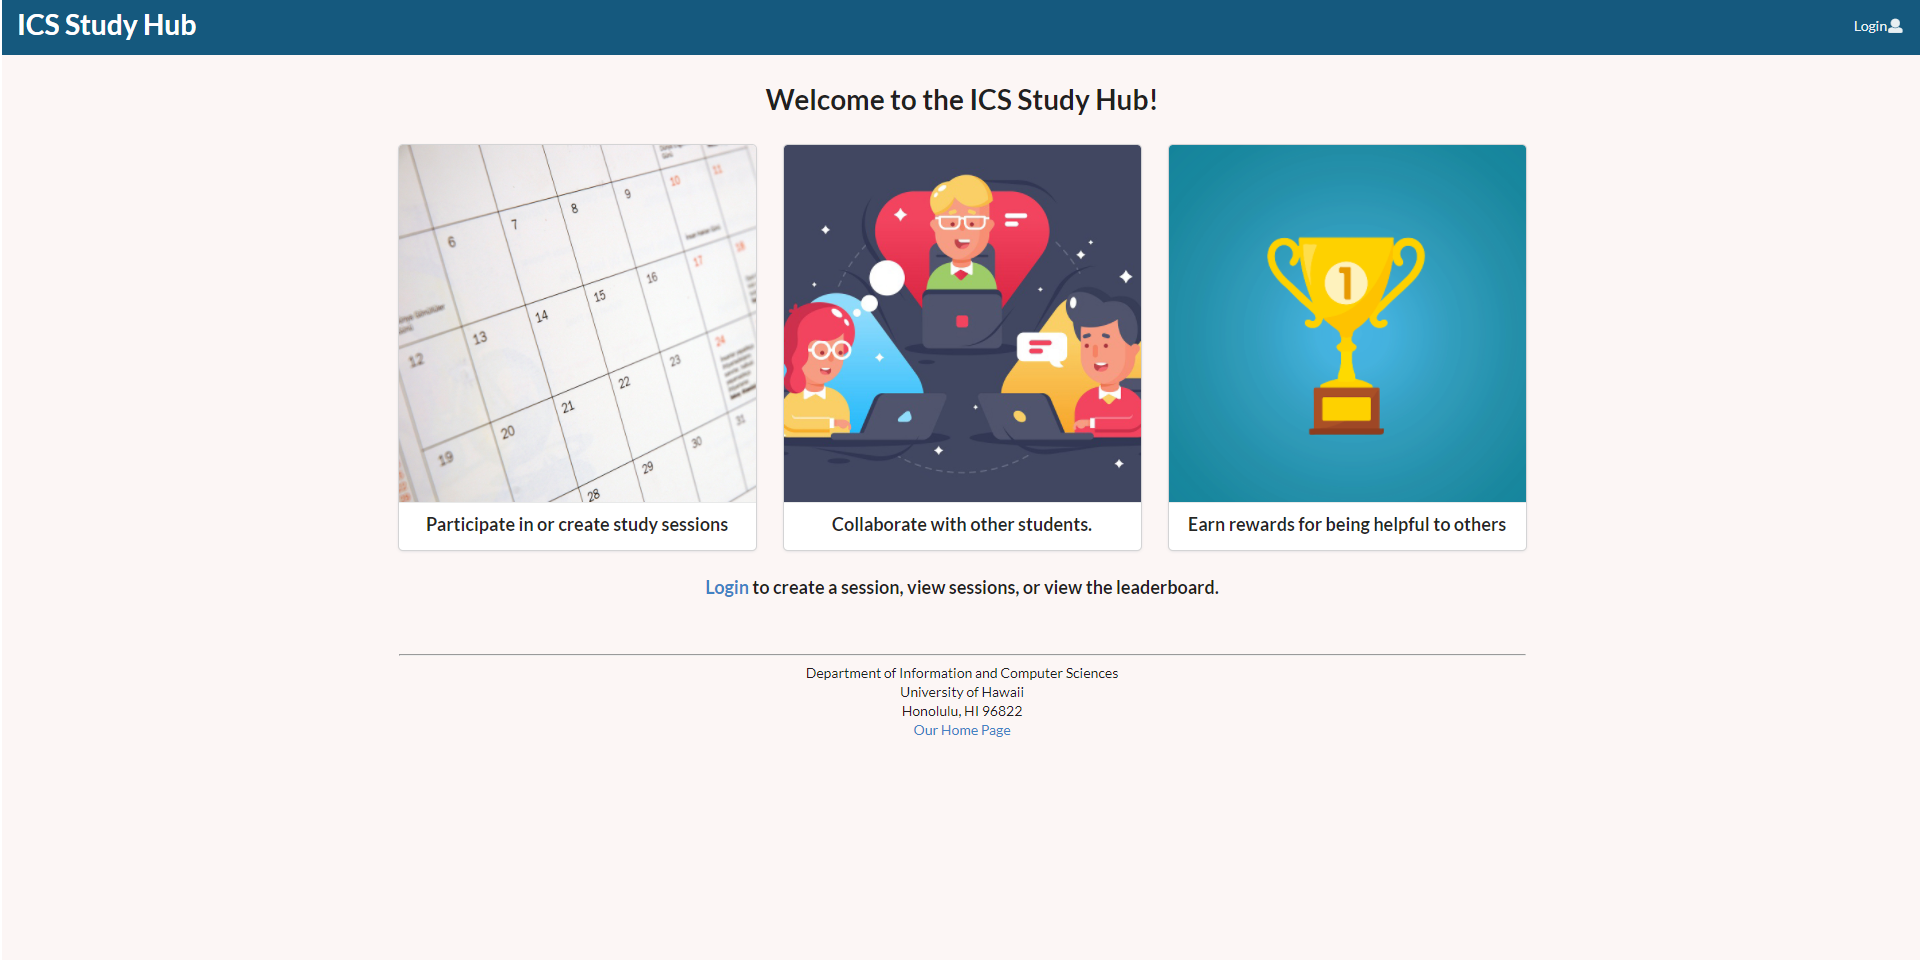 ICS Study Hub
Login
Welcome to the ICS Study Hub!
6 7 8 9 10 11
12 13 14 15 16 17 18
19 20 21 22 23 24
28 29 30 31
1
Participate in or create study sessions
Collaborate with other students.
Earn rewards for being helpful to others
Login to create a session, view sessions, or view the leaderboard.
Department of Information and Computer Sciences
University of Hawaii
Honolulu, HI 96822
Our Home Page